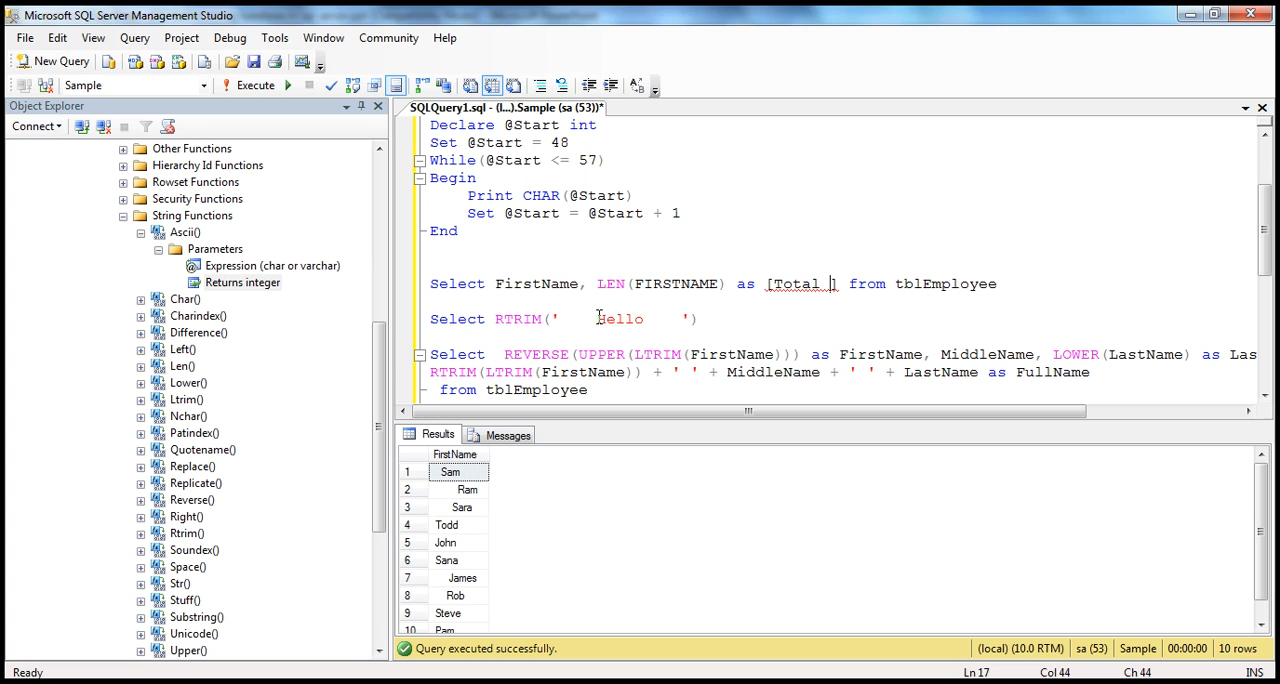 Microsoft SQL Server Management Studio
File Edit View Query Project Debug Tools Window Community Help
New Query
Sample Execute
Object Explorer
SQLQuery1.sql - (l...).Sample (sa (53))*
Connect
Other Functions
Hierarchy Id Functions
Rowset Functions
Security Functions
String Functions
Ascii()
Parameters
Expression (char or varchar)
Returns integer
Char()
Charindex()
Difference()
Left()
Len()
Lower()
Ltrim()
Nchar()
Patindex()
Quotename()
Replace()
Replicate()
Reverse()
Right()
Rtrim()
Soundex()
Space()
Str()
Stuff()
Substring()
Unicode()
Upper()
Declare @Start int
Set @Start = 48
While(@Start <= 57)
Begin
Print CHAR(@Start)
Set @Start = @Start + 1
End
Select FirstName, LEN(FIRSTNAME) as [Total ] from tblEmployee
Select RTRIM('    Hello    ')
Select  REVERSE(UPPER(LTRIM(FirstName))) as FirstName, MiddleName, LOWER(LastName) as Las
RTRIM(LTRIM(FirstName)) + ' ' + MiddleName + ' ' + LastName as FullName
from tblEmployee
Results Messages
FirstName
1 Sam
2 Ram
3 Sara
4 Todd
5 John
6 Sana
7 James
8 Rob
9 Steve
10 Pam
Query executed successfully. (local) (10.0 RTM) sa (53) Sample 00:00:00 10 rows
Ready Ln 17 Col 44 Ch 44 INS